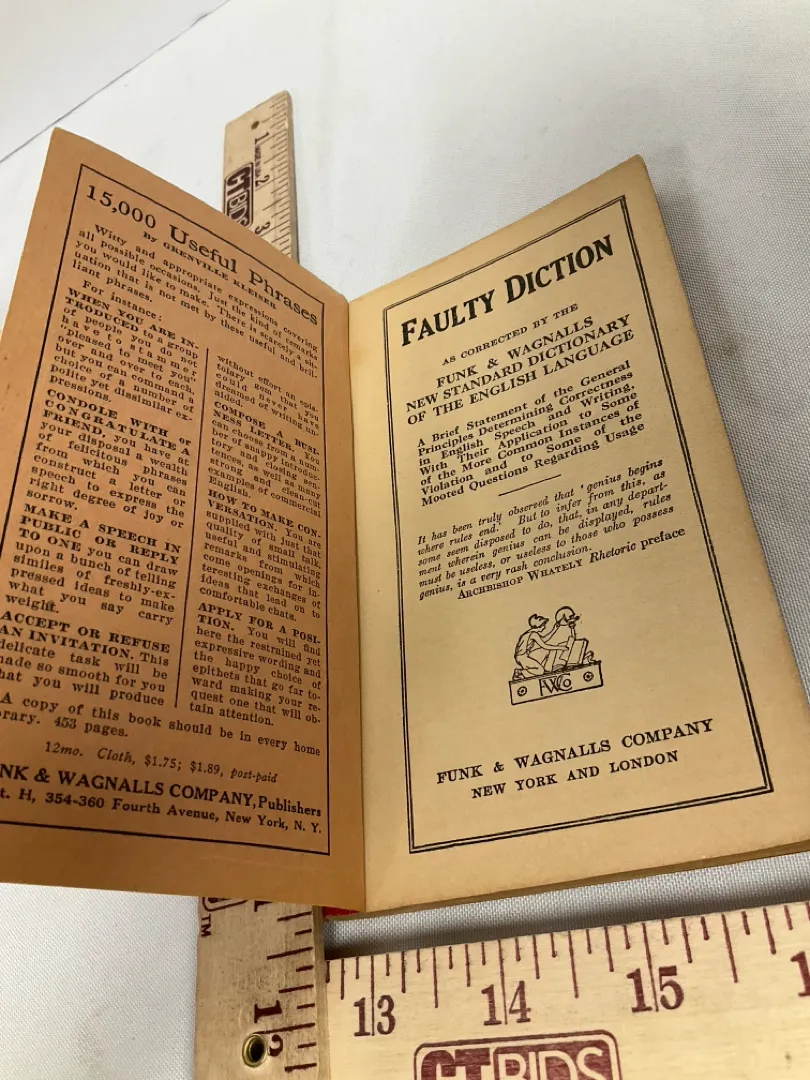 15,000 Useful Phrases
By GRENVILLE KLEISER
Witty and appropriate expressions covering
all possible occasions. Just the kind of remarks
you would like to make. There is scarcely a sit-
uation that is not met by these useful and bril-
liant phrases.
For instance:
WHEN YOU ARE IN-
TRODUCED to a group
of people you do not
have to stammer
"pleased to meet you"
over and over to each,
but you can command a
choice of a number of
polite yet dissimilar ex-
pressions.
CONDOLE WITH or
CONGRATULATE A
FRIEND you have at
your disposal a wealth
of felicitous phrases
from which you can
construct a letter or
speech to express the
right degree of joy or
sorrow.
MAKE A SPEECH IN
PUBLIC OR REPLY
TO ONE you can draw
upon a bunch of telling
similes of freshly-ex-
pressed ideas to make
what you say carry
weight.
ACCEPT OR REFUSE
AN INVITATION. This
delicate task will be
made so smooth for you
that you will produce
without effort an epis-
tolary gem that you
could never have
dreamed of writing un-
aided.
COMPOSE A BUSI-
NESS LETTER. You
can choose from a num-
ber of snappy introduc-
tory and closing sen-
tences, as well as many
strong and clean-cut
examples of commercial
English.
HOW TO MAKE CON-
VERSATION. You are
supplied with just that
quality of small talk,
useful and stimulating
remarks from which
come openings for in-
teresting exchanges of
ideas that lead on to
comfortable chats.
APPLY FOR A POSI-
TION. You will find
here the restrained yet
expressive wording and
the happy choice of
epithets that go far to-
ward making your re-
quest one that will ob-
tain attention.
A copy of this book should be in every home
brary. 453 pages.
12mo. Cloth, $1.75; $1.89, post-paid
NK & WAGNALLS COMPANY, Publishers
t. H, 354-360 Fourth Avenue, New York, N. Y.
FAULTY DICTION
AS CORRECTED BY THE
FUNK & WAGNALLS
NEW STANDARD DICTIONARY
OF THE ENGLISH LANGUAGE
A Brief Statement of the General
Principles Determining Correctness
in English Speech and Writing,
With Their Application to Some
of the More Common Instances of
Violation and to Some of the
Mooted Questions Regarding Usage
It has been truly observed that 'genius begins
where rules end.' But to infer from this, as
some seem disposed to do, that, in any depart-
ment wherein genius can be displayed, rules
must be useless, or useless to those who possess
genius, is a very rash conclusion.
ARCHBISHOP WHATELY Rhetoric preface
FWCo
FUNK & WAGNALLS COMPANY
NEW YORK AND LONDON
1 2 3
CTBIDS
TM
12
13 14 15 1
CTBIDS